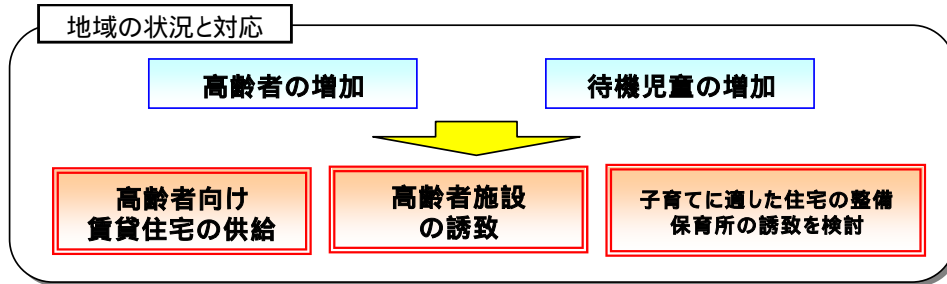 地域の状況と対応
高齢者の増加
待機児童の増加
高齢者向け
賃貸住宅の供給
高齢者施設
の誘致
子育てに適した住宅の整備
保育所の誘致を検討